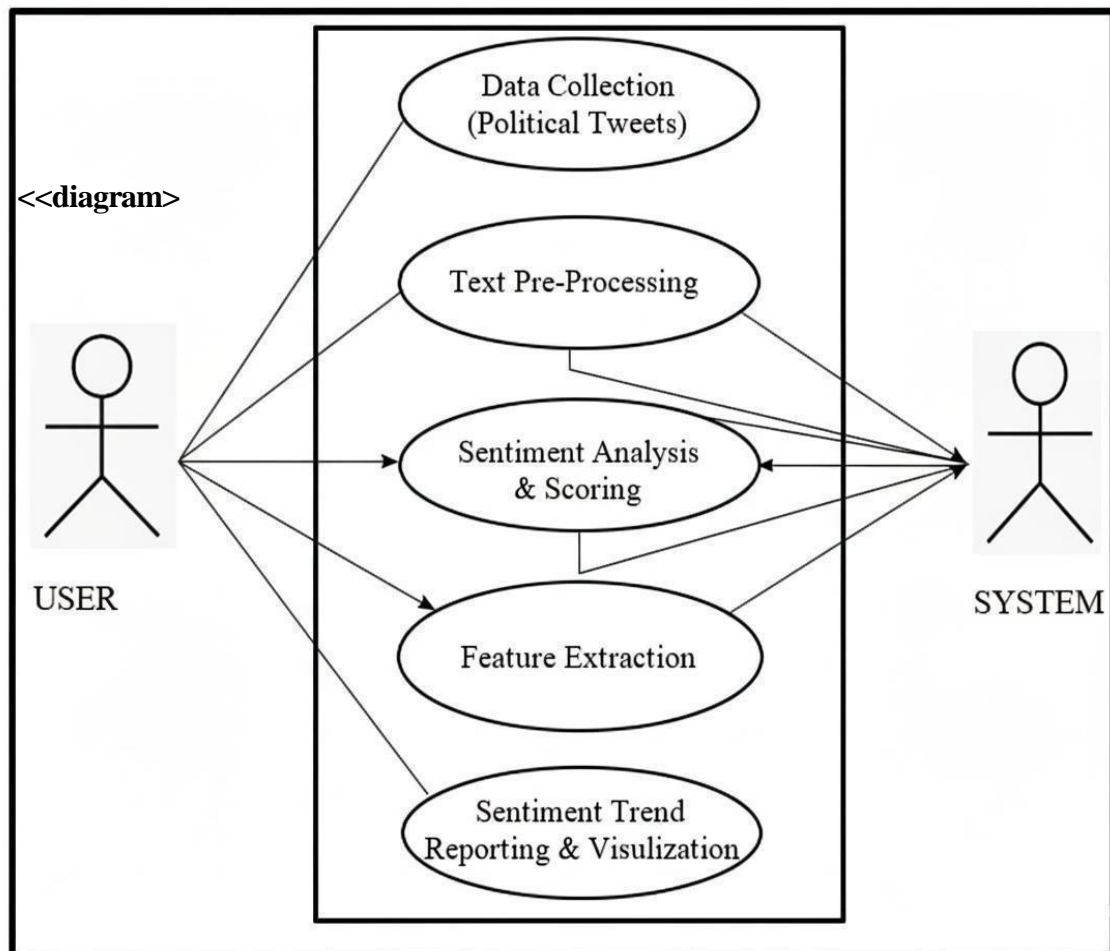 Data Collection
(Political Tweets)
<<diagram>
Text Pre-Processing
Sentiment Analysis
& Scoring
USER
SYSTEM
Feature Extraction
Sentiment Trend
Reporting & Visulization